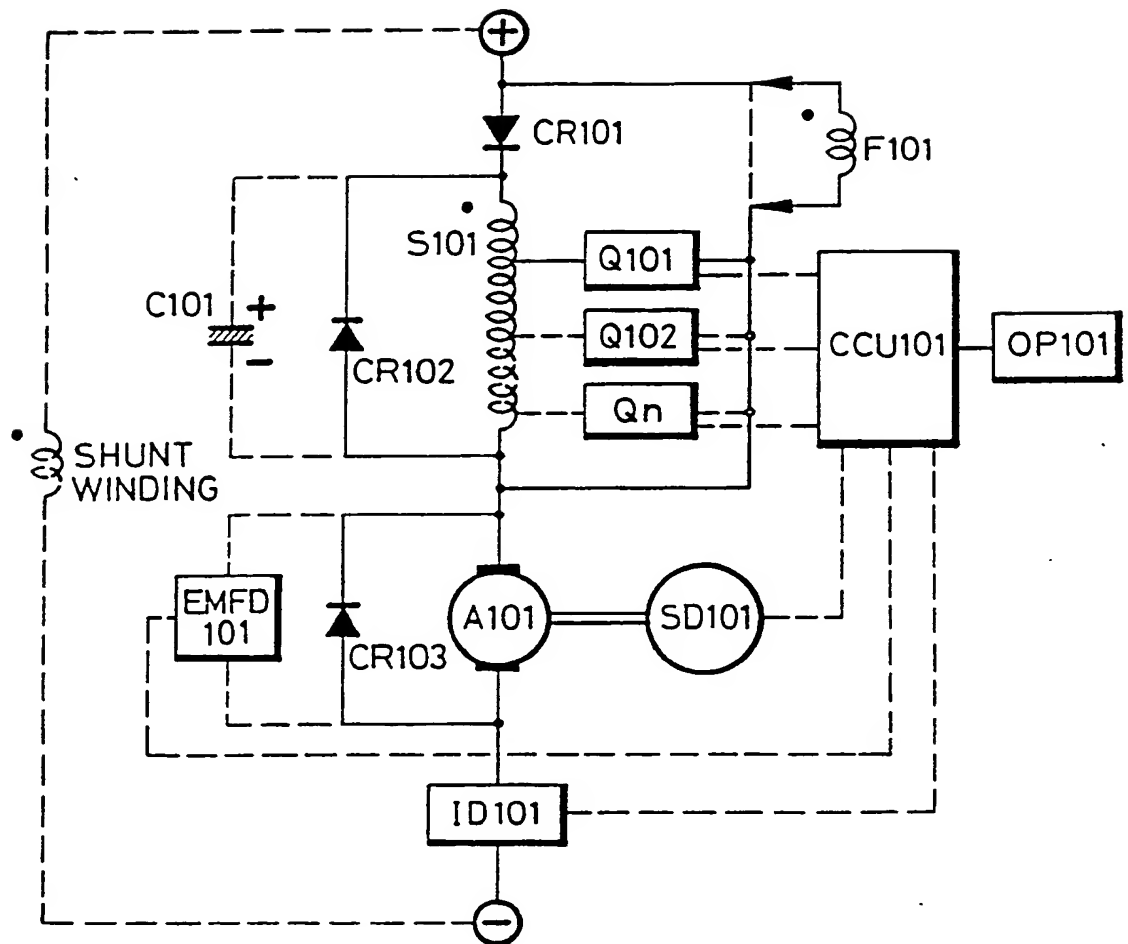 +
CR101
F101
S101
Q101
C101
+
-
CR102
Q102
CCU101
OP101
Qn
SHUNT
WINDING
EMFD
101
CR103
A101
SD101
ID101
-